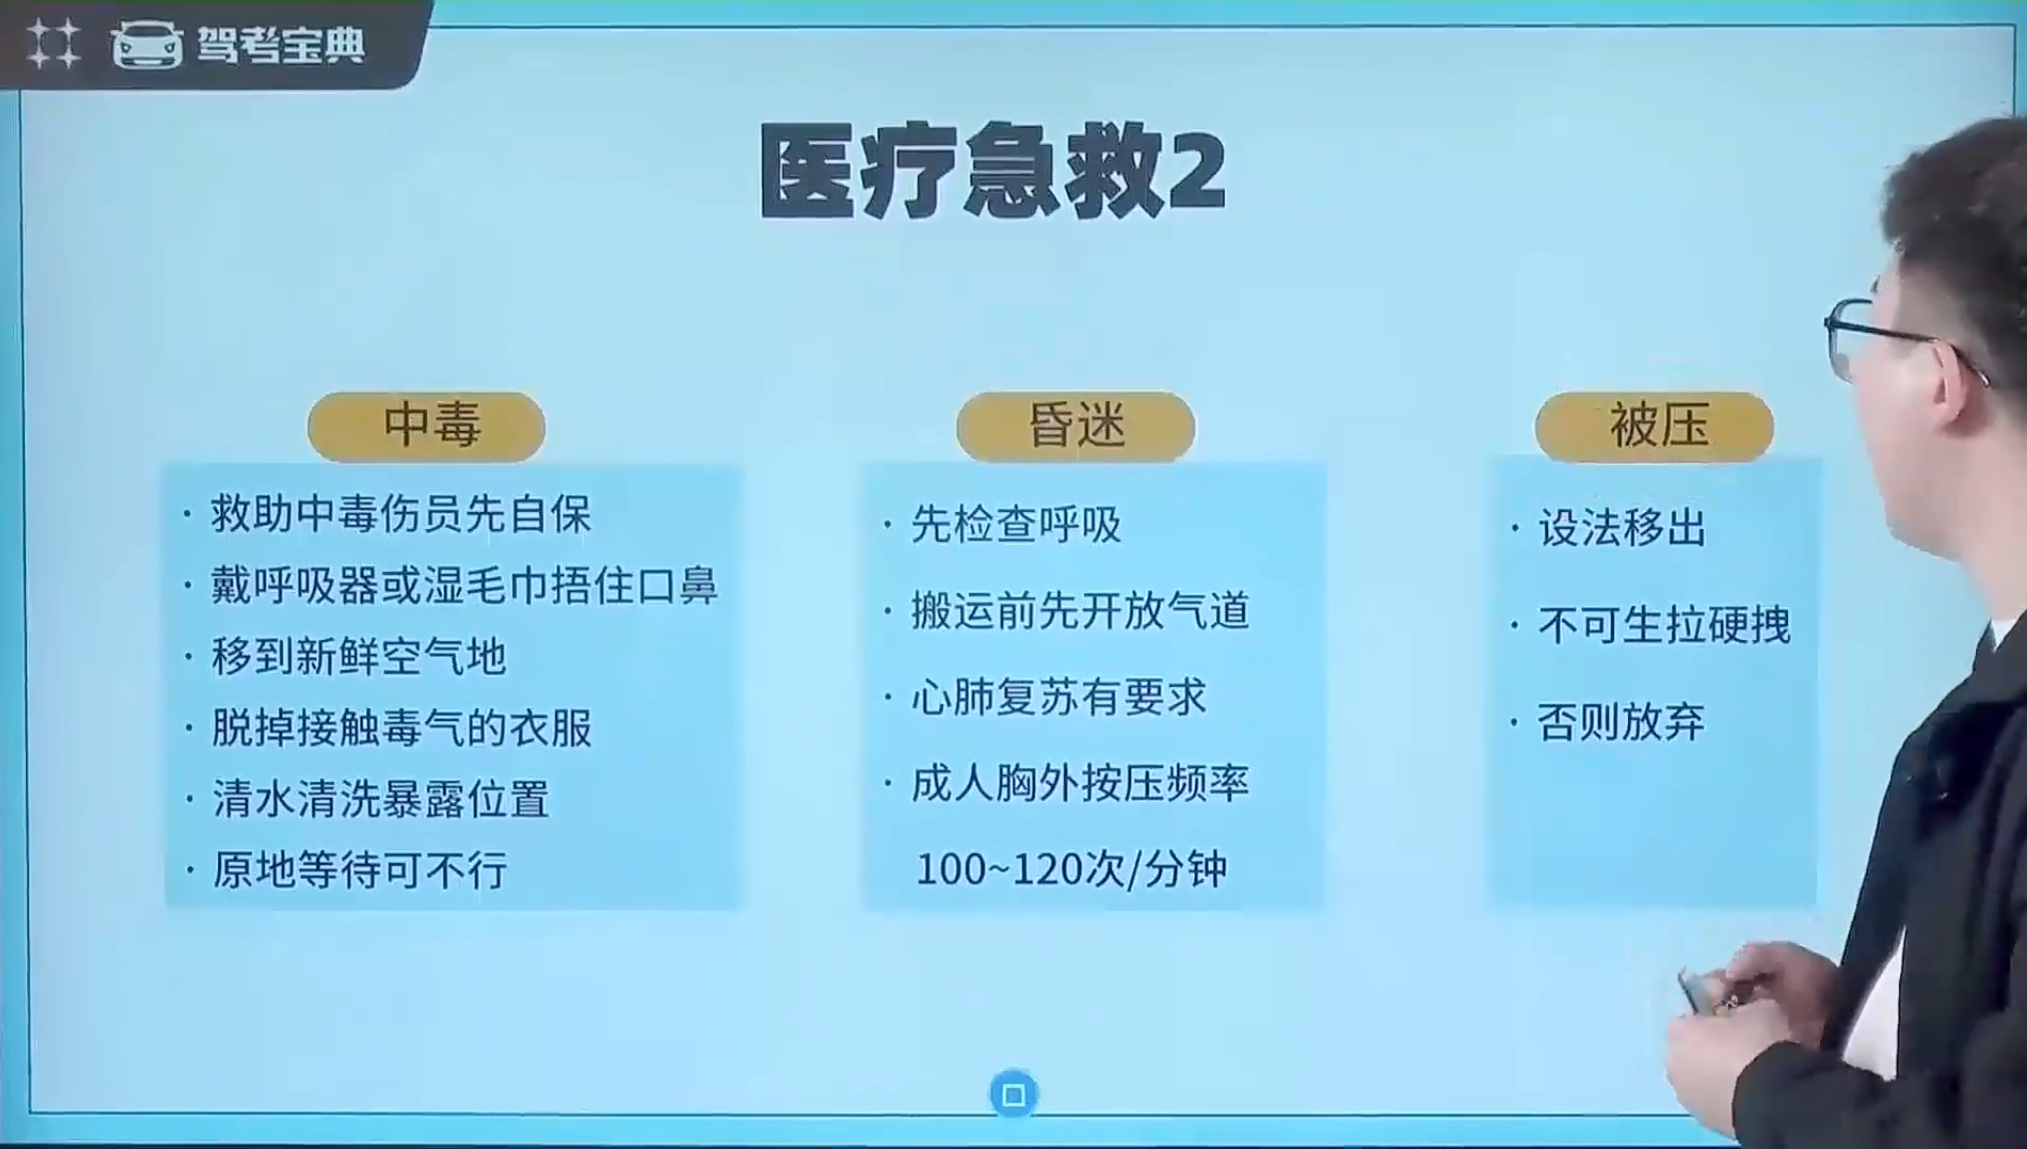 驾考宝典
医疗急救2
中毒
· 救助中毒伤员先自保
· 戴呼吸器或湿毛巾捂住口鼻
· 移到新鲜空气地
· 脱掉接触毒气的衣服
· 清水清洗暴露位置
· 原地等待可不行
昏迷
· 先检查呼吸
· 搬运前先开放气道
· 心肺复苏有要求
· 成人胸外按压频率
100~120次/分钟
被压
· 设法移出
· 不可生拉硬拽
· 否则放弃